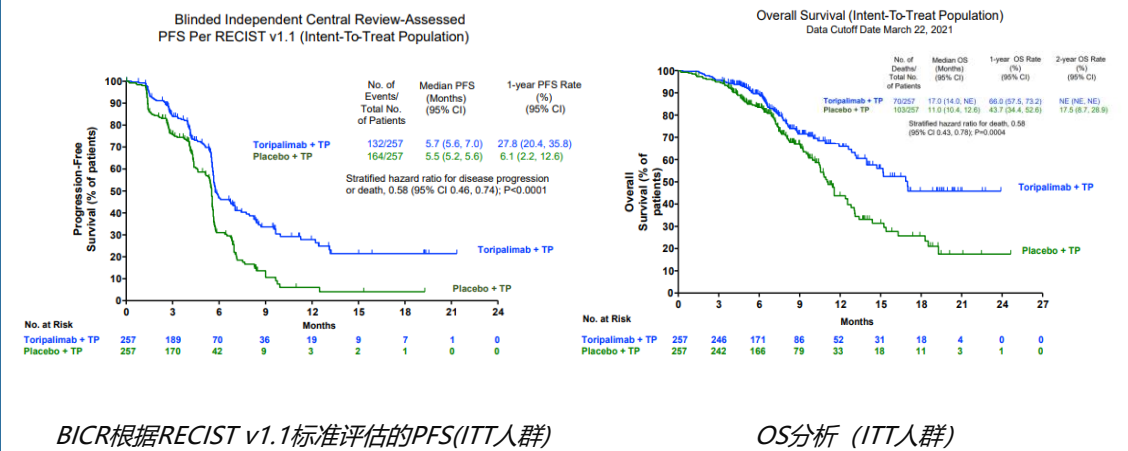 Blinded Independent Central Review-Assessed
PFS Per RECIST v1.1 (Intent-To-Treat Population)
No. of
Events/
Total No.
of Patients
Median PFS
(Months)
(95% CI)
1-year PFS Rate
(%)
(95% CI)
Toripalimab + TP 132/257 5.7 (5.6, 7.0) 27.8 (20.4, 35.8)
Placebo + TP 164/257 5.5 (5.2, 5.6) 6.1 (2.2, 12.6)
Stratified hazard ratio for disease progression
or death, 0.58 (95% CI 0.46, 0.74); P<0.0001
Progression-Free
Survival (% of patients)
100
90
80
70
60
50
40
30
20
10
0
Toripalimab + TP
Placebo + TP
0 3 6 9 12 15 18 21 24
Months
No. at Risk
Toripalimab + TP 257 189 70 36 19 9 7 1 0
Placebo + TP 257 170 42 9 3 2 1 0 0
BICR根据RECIST v1.1标准评估的PFS(ITT人群)
Overall Survival (Intent-To-Treat Population)
Data Cutoff Date March 22, 2021
No. of
Deaths/
Total No.
of Patients
Median OS
(Months)
(95% CI)
1-year OS Rate
(%)
(95% CI)
2-year OS Rate
(%)
(95% CI)
Toripalimab + TP 70/257 17.0 (14.0, NE) 66.0 (57.5, 73.2) NE (NE, NE)
Placebo + TP 103/257 11.0 (10.4, 12.6) 43.7 (34.4, 52.6) 17.5 (8.7, 28.9)
Stratified hazard ratio for death, 0.58
(95% CI 0.43, 0.78); P=0.0004
Overall
Survival (% of
patients)
100
90
80
70
60
50
40
30
20
10
0
Toripalimab + TP
Placebo + TP
0 3 6 9 12 15 18 21 24 27
Months
No. at Risk
Toripalimab + TP 257 246 171 86 52 31 18 4 0 0
Placebo + TP 257 242 166 79 33 18 11 3 1 0
OS分析（ITT人群）